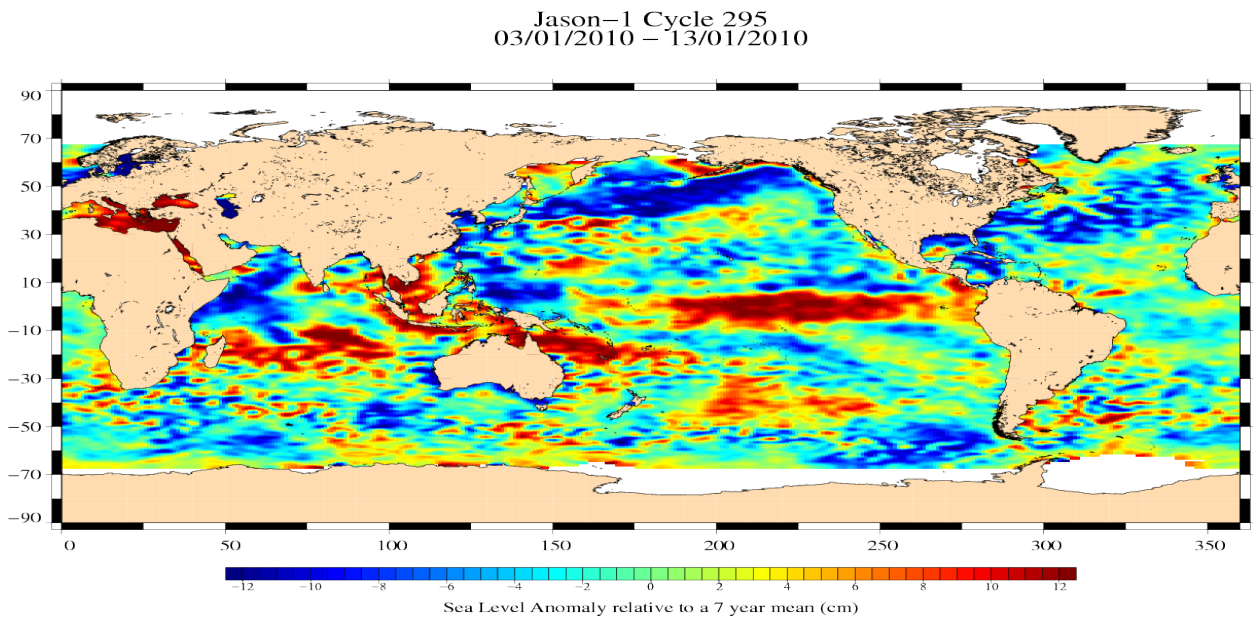 Jason−1 Cycle 295
03/01/2010 − 13/01/2010
90
70
50
30
10
−10
−30
−50
−70
−90
0 50 100 150 200 250 300 350
−12 −10 −8 −6 −4 −2 0 2 4 6 8 10 12
Sea Level Anomaly relative to a 7 year mean (cm)